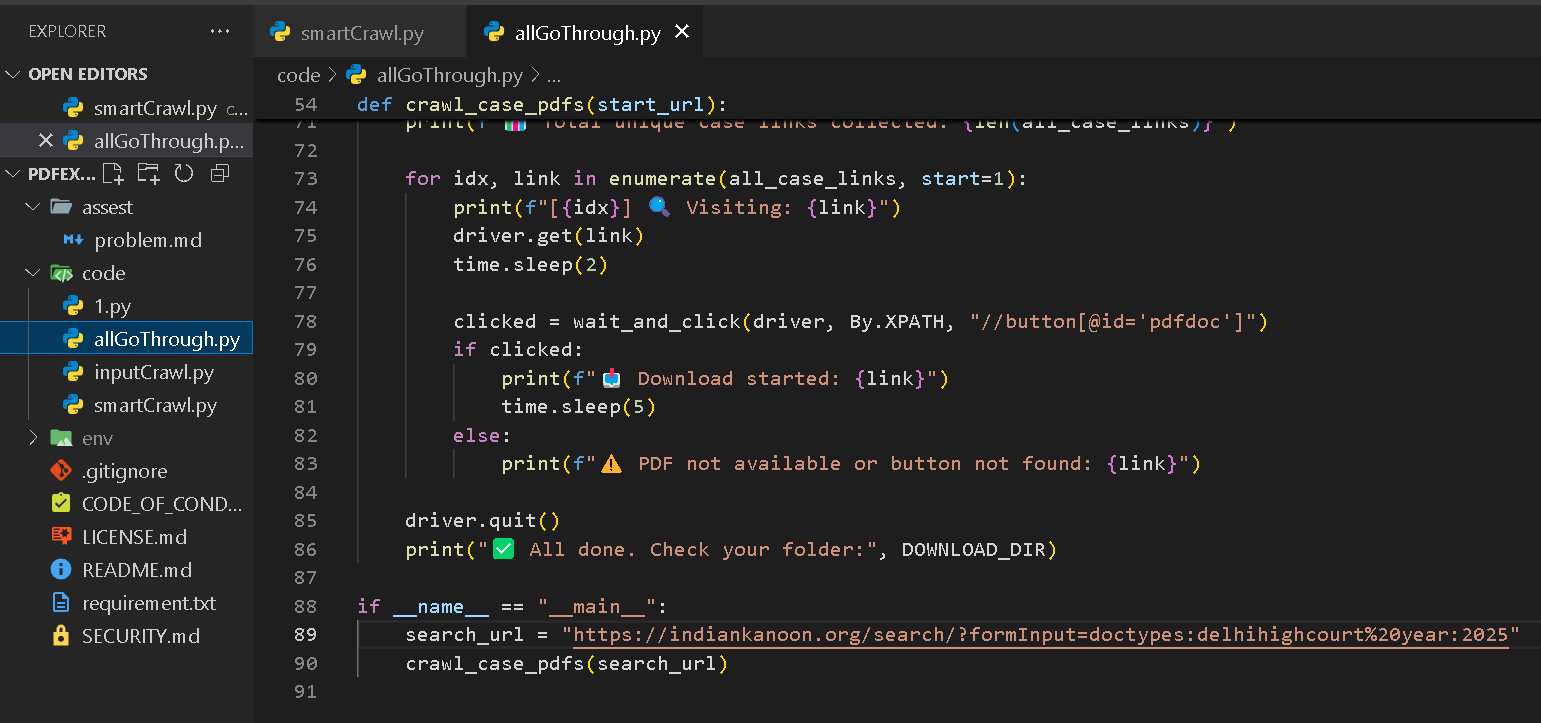 EXPLORER
OPEN EDITORS
smartCrawl.py c...
allGoThrough.p...
PDFEX...
assest
problem.md
code
1.py
allGoThrough.py
inputCrawl.py
smartCrawl.py
env
.gitignore
CODE_OF_COND...
LICENSE.md
README.md
requirement.txt
SECURITY.md
smartCrawl.py
allGoThrough.py
code > allGoThrough.py > ...
54 def crawl_case_pdfs(start_url):
71 print(f"📊 Total unique case links collected: {len(all_case_links)}")
72
73 for idx, link in enumerate(all_case_links, start=1):
74 print(f"[{idx}] 🔍 Visiting: {link}")
75 driver.get(link)
76 time.sleep(2)
77
78 clicked = wait_and_click(driver, By.XPATH, "//button[@id='pdfdoc']")
79 if clicked:
80 print(f"📥 Download started: {link}")
81 time.sleep(5)
82 else:
83 print(f"⚠️ PDF not available or button not found: {link}")
84
85 driver.quit()
86 print("✅ All done. Check your folder:", DOWNLOAD_DIR)
87
88 if __name__ == "__main__":
89 search_url = "https://indiankanoon.org/search/?formInput=doctypes:delhihighcourt%20year:2025"
90 crawl_case_pdfs(search_url)
91